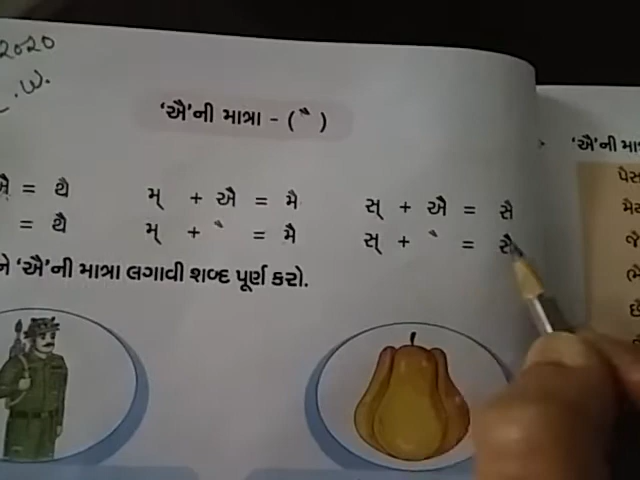 2020
C.W.
'ઐ'ની માત્રા - ( ૈ )
ઐ = થૈ મ્ + ઐ = મૈ સ્ + ઐ = સૈ
= થૈ મ્ + ૈ = મૈ સ્ + ૈ = સૈ
ને 'ઐ'ની માત્રા લગાવી શબ્દ પૂર્ણ કરો.
'ઐ'ની